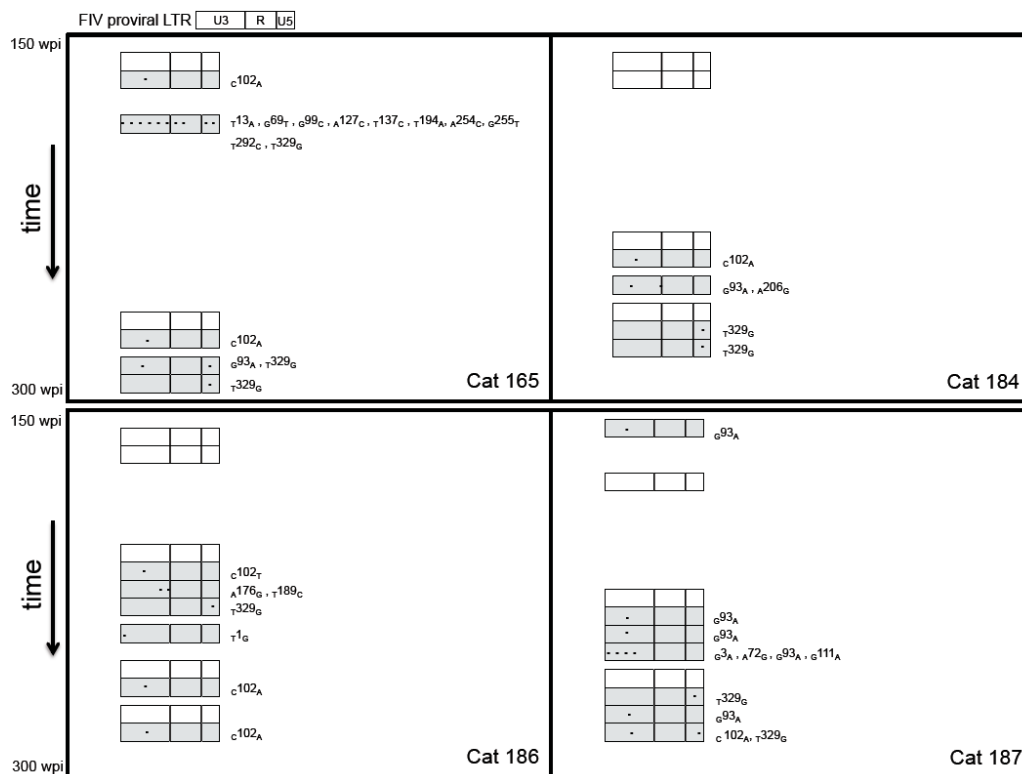 FIV proviral LTR U3 R U5
150 wpi
C102A
T13A , G69T, G99C, A127C, T137C, T194A, A254C, G255T
T292C , T329G
time
C102A
G93A , T329G
T329G
300 wpi
Cat 165
C102A
G93A , A206G
T329G
T329G
Cat 184
150 wpi
C102T
A176G , T189C
T329G
T1G
time
C102A
C102A
300 wpi
Cat 186
G93A
G93A
G93A
G3A , A72G, G93A , G111A
T329G
G93A
C 102A, T329G
Cat 187